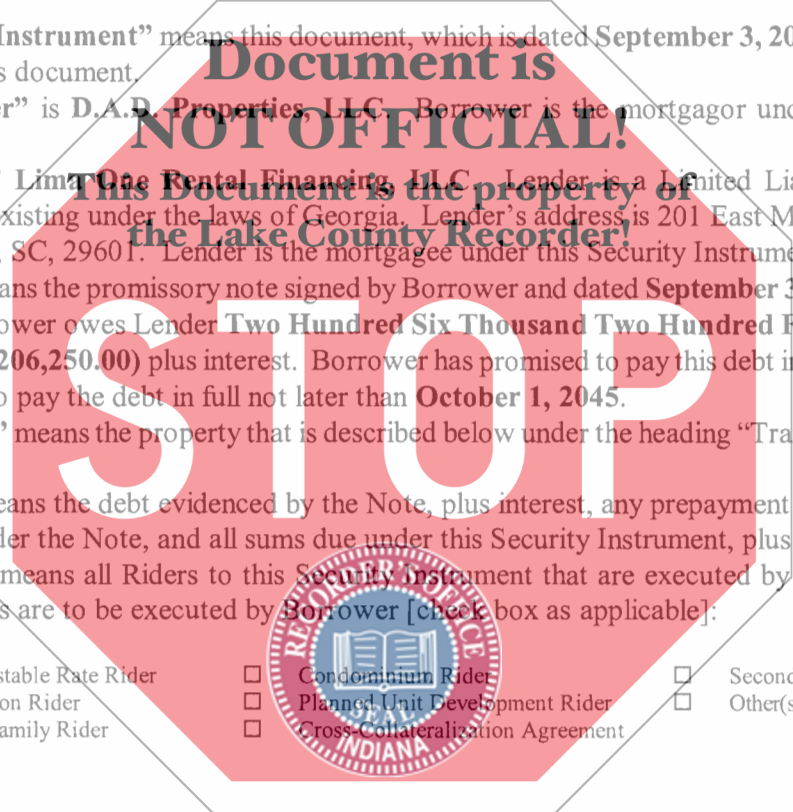 Instrument” means this document, which is dated September 3, 20
s document.
Document is
er” is D.A.D. Properties, LLC. Borrower is the mortgagor und
NOT OFFICIAL!
Lima One Rental Financing, LLC. Lender is a Limited Lia
This Document is the property of
xisting under the laws of Georgia. Lender’s address is 201 East M
the Lake County Recorder!
, SC, 29601. Lender is the mortgagee under this Security Instrume
ans the promissory note signed by Borrower and dated September 3
ower owes Lender Two Hundred Six Thousand Two Hundred F
206,250.00) plus interest. Borrower has promised to pay this debt in
o pay the debt in full not later than October 1, 2045.
” means the property that is described below under the heading “Tra
STOP
eans the debt evidenced by the Note, plus interest, any prepayment
der the Note, and all sums due under this Security Instrument, plus
means all Riders to this Security Instrument that are executed by
s are to be executed by Borrower [check box as applicable]:
RECORDER'S OFFICE
SEAL
INDIANA
stable Rate Rider ☐ Condominium Rider ☐ Second
on Rider ☐ Planned Unit Development Rider ☐ Other(s
amily Rider ☐ Cross-Collateralization Agreement